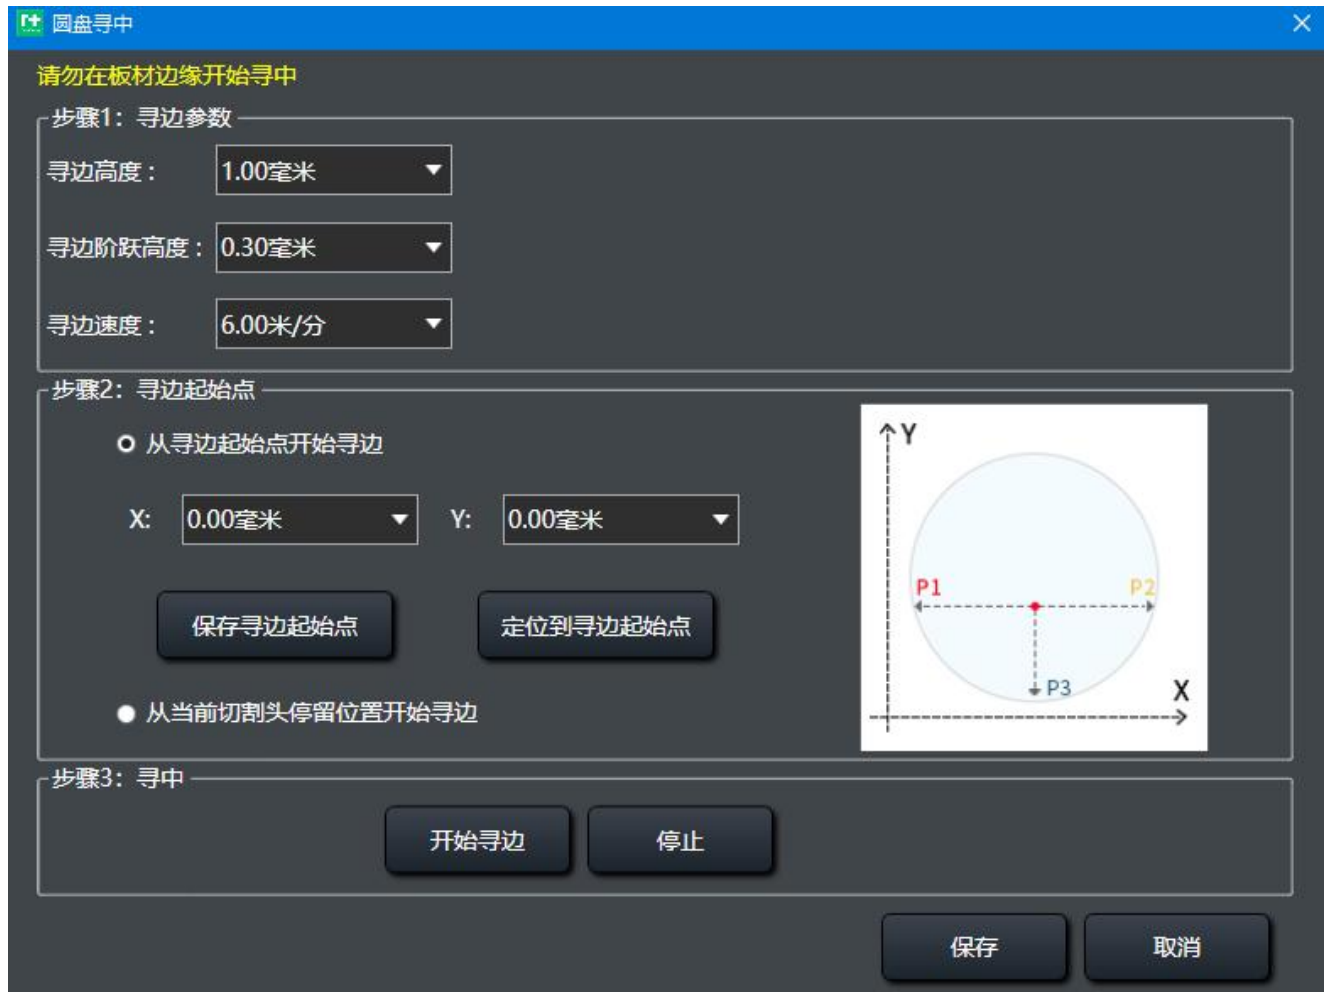 圆盘寻中
请勿在板材边缘开始寻中
步骤1：寻边参数
寻边高度： 1.00毫米
寻边阶跃高度： 0.30毫米
寻边速度： 6.00米/分
步骤2：寻边起始点
从寻边起始点开始寻边
X: 0.00毫米 Y: 0.00毫米
保存寻边起始点 定位到寻边起始点
从当前切割头停留位置开始寻边
Y
P1 P2
P3
X
步骤3：寻中
开始寻边 停止
保存 取消